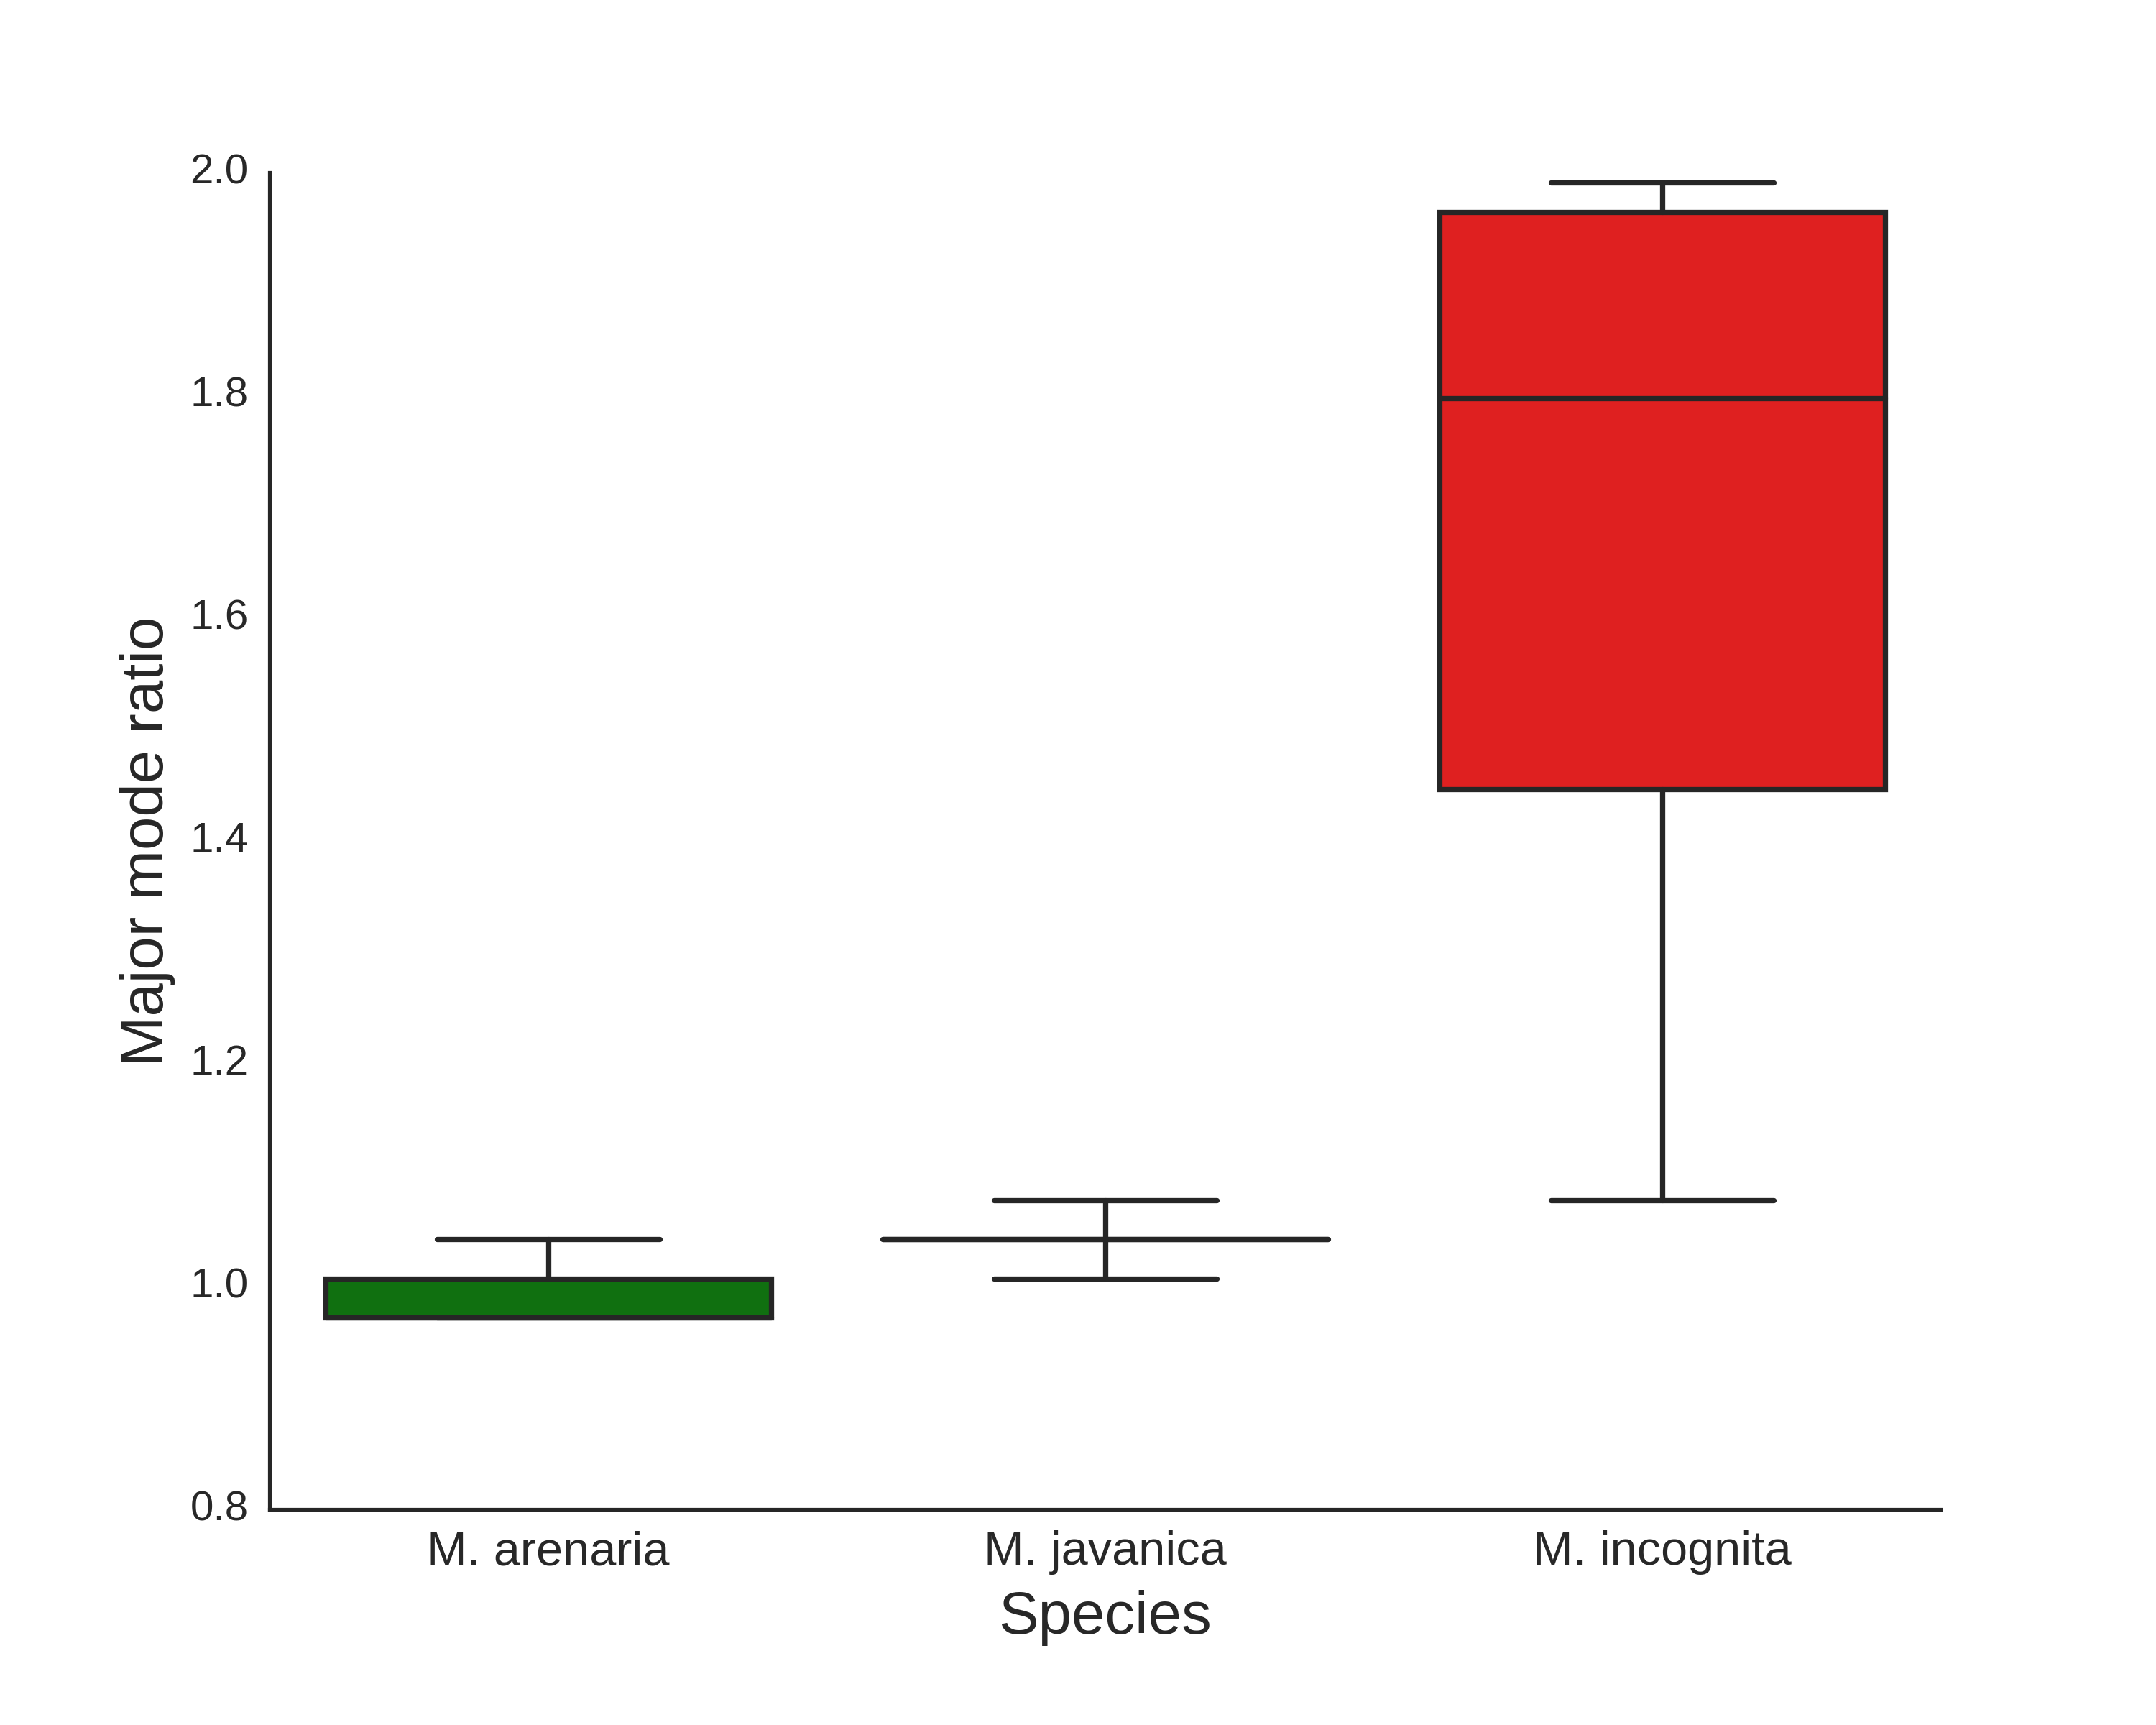 2.0
1.8
1.6
1.4
1.2
1.0
0.8
Major mode ratio
M. arenaria
M. javanica
M. incognita
Species